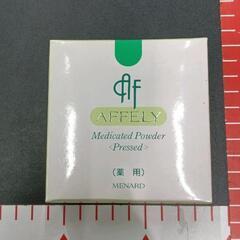 AF
AFFELY
Medicated Powder
<Pressed>
(薬用)
MENARD